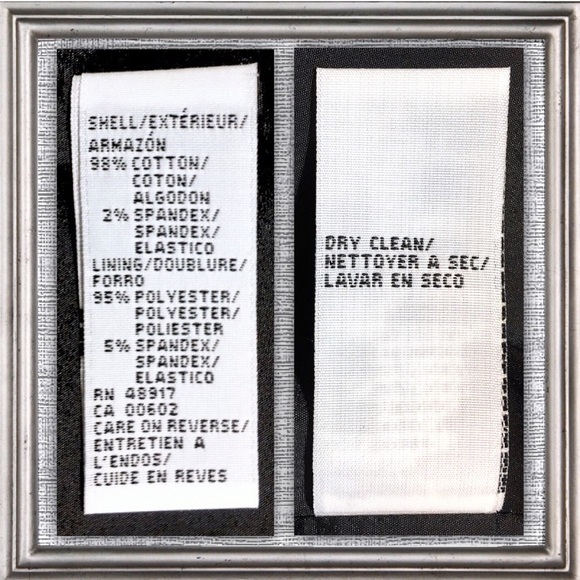 SHELL/EXTÉRIEUR/
ARMAZÓN
98% COTTON/
COTON/
ALGODON
2% SPANDEX/
SPANDEX/
ELASTICO
LINING/DOUBLURE/
FORRO
95% POLYESTER/
POLYESTER/
POLIESTER
5% SPANDEX/
SPANDEX/
ELASTICO
RN 48917
CA 00602
CARE ON REVERSE/
ENTRETIEN A
L'ENDOS/
CUIDE EN REVES
DRY CLEAN/
NETTOYER A SEC/
LAVAR EN SECO